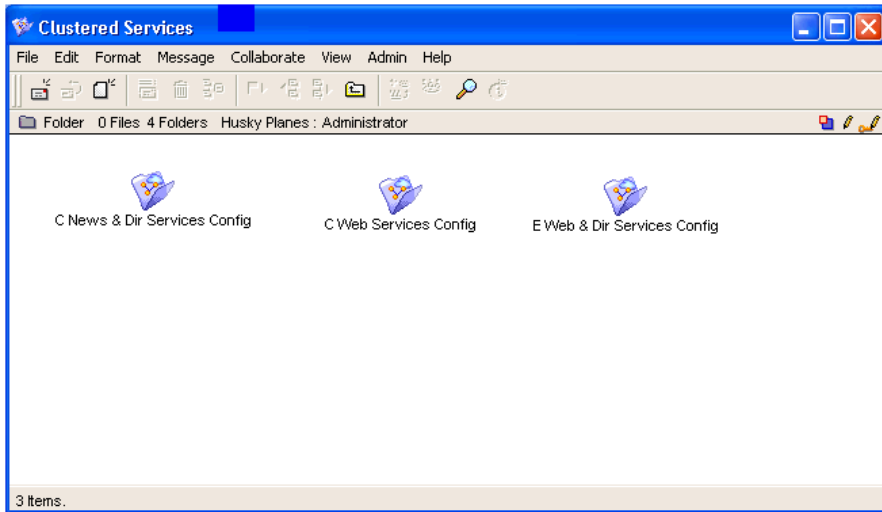 Clustered Services
File Edit Format Message Collaborate View Admin Help
Folder 0 Files 4 Folders Husky Planes : Administrator
C News & Dir Services Config
C Web Services Config
E Web & Dir Services Config
3 Items.